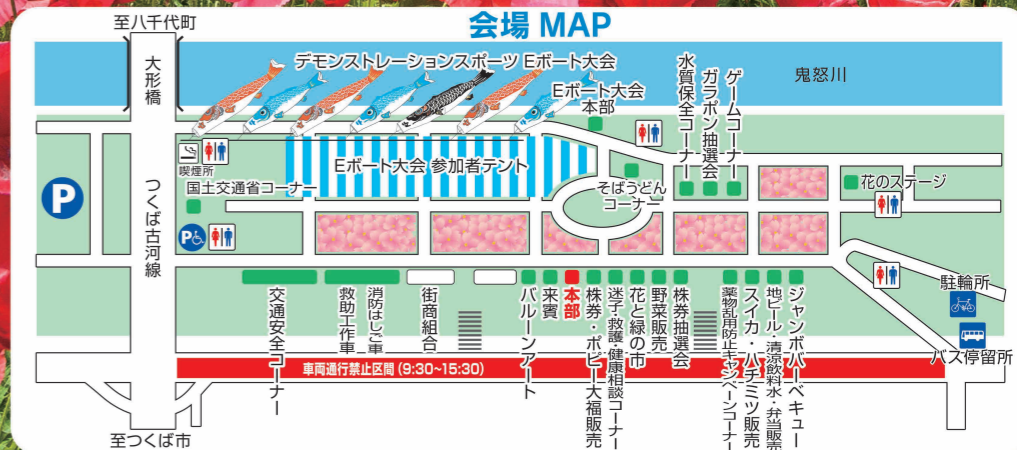 会場 MAP
至八千代町
大形橋
デモンストレーションスポーツ Eボート大会
鬼怒川
Eボート大会
本部
水質保全コーナー
ガラポン抽選会
ゲームコーナー
喫煙所
Eボート大会 参加者テント
国土交通省コーナー
そばうどん
コーナー
花のステージ
P
つくば古河線
P
駐輪所
バス停留所
交通安全コーナー
救助工作車
消防はしご車
街商組合
バルーンアート
来賓
本部
株券・ポピー大福販売
迷子・救護・健康相談コーナー
花と緑の市
野菜販売
株券抽選会
薬物乱用防止キャンペーンコーナー
スイカ・ハチミツ販売
地ビール・清涼飲料水・弁当販売
ジャンボバーベキュー
車両通行禁止区間(9:30~15:30)
至つくば市